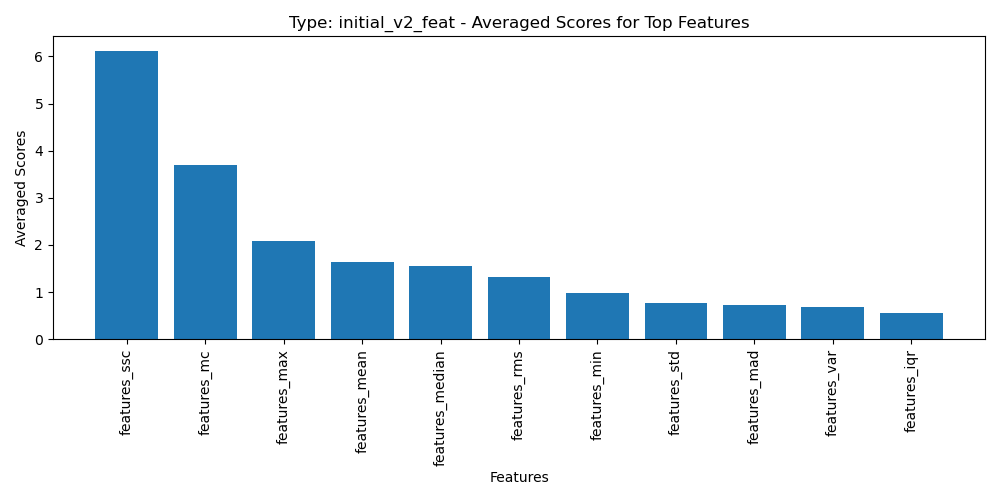 Type: initial_v2_feat - Averaged Scores for Top Features
Averaged Scores
6
5
4
3
2
1
0
features_ssc
features_mc
features_max
features_mean
features_median
features_rms
features_min
features_std
features_mad
features_var
features_iqr
Features